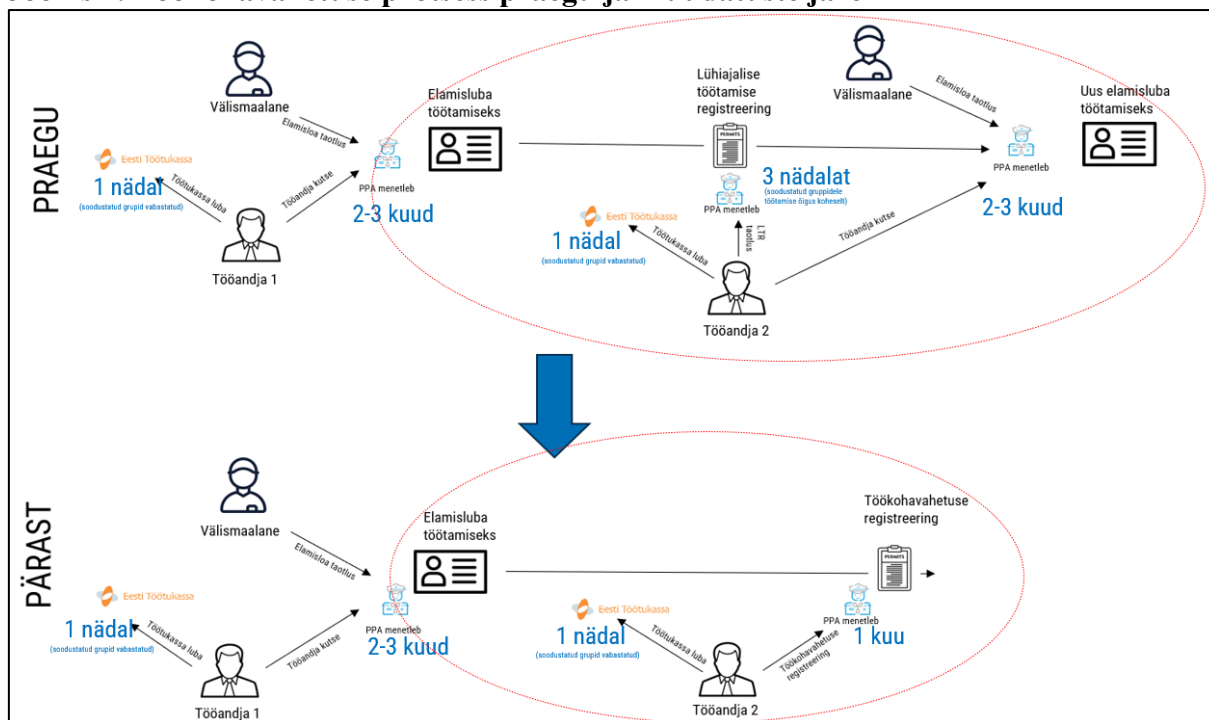 PRAEGU
Välismaalane
Elamisloa taotlus
Eesti Töötukassa
1 nädal
(soodustatud grupid vabastatud)
Töötukassa luba
Tööandja kutse
Tööandja 1
PPA menetleb
2-3 kuud
Elamisluba
töötamiseks
Lühiajalise
töötamise
registreering
PERMITS
PPA menetleb
3 nädalat
(soodustatud gruppidele
töötamise õigus koheselt)
Eesti Töötukassa
1 nädal
(soodustatud grupid vabastatud)
Töötukassa luba
LTR
taotlus
Tööandja kutse
Tööandja 2
Välismaalane
Elamisloa taotlus
PPA menetleb
2-3 kuud
Uus elamisluba
töötamiseks
PÄRAST
Välismaalane
Elamisloa taotlus
Eesti Töötukassa
1 nädal
(soodustatud grupid vabastatud)
Töötukassa luba
Tööandja kutse
Tööandja 1
PPA menetleb
2-3 kuud
Elamisluba
töötamiseks
Eesti Töötukassa
1 nädal
(soodustatud grupid vabastatud)
Töötukassa luba
Töökohavahetuse
registreering
Tööandja 2
PPA menetleb
1 kuu
Töökohavahetuse
registreering
PERMITS